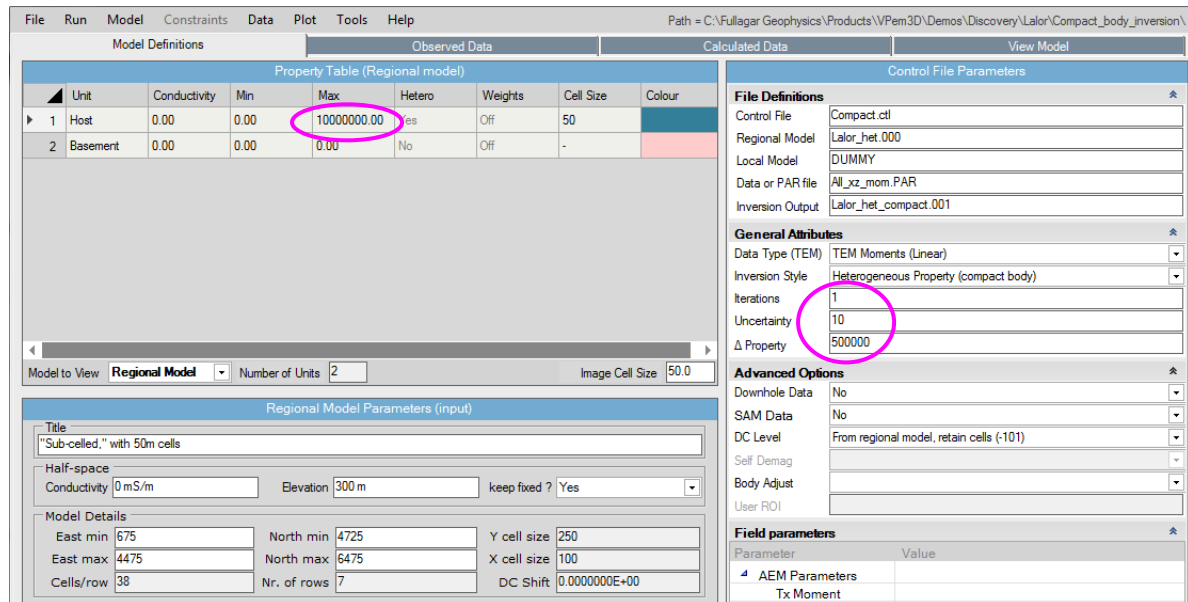 File Run Model Constraints Data Plot Tools Help Path = C:\Fullagar Geophysics\Products\VPem3D\Demos\Discovery\Lalor\Compact_body_inversion\
Model Definitions Observed Data Calculated Data View Model
Property Table (Regional model)
Unit Conductivity Min Max Hetero Weights Cell Size Colour
1 Host 0.00 0.00 10000000.00 Yes Off 50
2 Basement 0.00 0.00 0.00 No Off -
Model to View Regional Model Number of Units 2 Image Cell Size 50.0
Regional Model Parameters (input)
Title
"Sub-celled," with 50m cells
Half-space
Conductivity 0 mS/m Elevation 300 m keep fixed ? Yes
Model Details
East min 675 North min 4725 Y cell size 250
East max 4475 North max 6475 X cell size 100
Cells/row 38 Nr. of rows 7 DC Shift 0.0000000E+00
Control File Parameters
File Definitions
Control File Compact.ctl
Regional Model Lalor_het.000
Local Model DUMMY
Data or PAR file All_xz_mom.PAR
Inversion Output Lalor_het_compact.001
General Attributes
Data Type (TEM) TEM Moments (Linear)
Inversion Style Heterogeneous Property (compact body)
Iterations 1
Uncertainty 10
Δ Property 500000
Advanced Options
Downhole Data No
SAM Data No
DC Level From regional model, retain cells (-101)
Self Demag
Body Adjust
User ROI
Field parameters
Parameter Value
AEM Parameters
Tx Moment